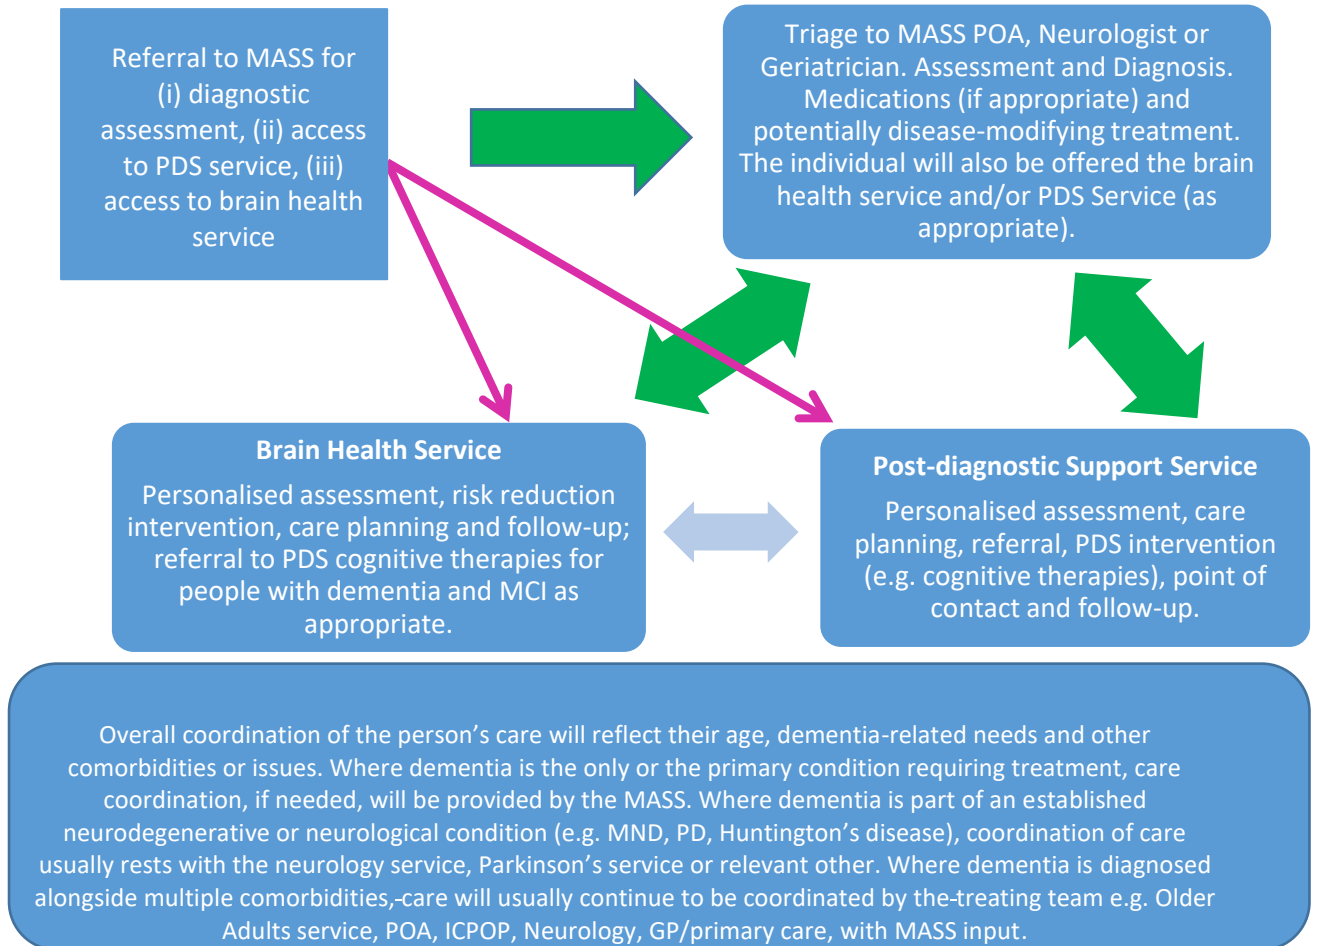 Referral to MASS for
(i) diagnostic
assessment, (ii) access
to PDS service, (iii)
access to brain health
service
Triage to MASS POA, Neurologist or
Geriatrician. Assessment and Diagnosis.
Medications (if appropriate) and
potentially disease-modifying treatment.
The individual will also be offered the brain
health service and/or PDS Service (as
appropriate).
Brain Health Service
Personalised assessment, risk reduction
intervention, care planning and follow-up;
referral to PDS cognitive therapies for
people with dementia and MCI as
appropriate.
Post-diagnostic Support Service
Personalised assessment, care
planning, referral, PDS intervention
(e.g. cognitive therapies), point of
contact and follow-up.
Overall coordination of the person’s care will reflect their age, dementia-related needs and other
comorbidities or issues. Where dementia is the only or the primary condition requiring treatment, care
coordination, if needed, will be provided by the MASS. Where dementia is part of an established
neurodegenerative or neurological condition (e.g. MND, PD, Huntington’s disease), coordination of care
usually rests with the neurology service, Parkinson’s service or relevant other. Where dementia is diagnosed
alongside multiple comorbidities,-care will usually continue to be coordinated by the-treating team e.g. Older
Adults service, POA, ICPOP, Neurology, GP/primary care, with MASS input.